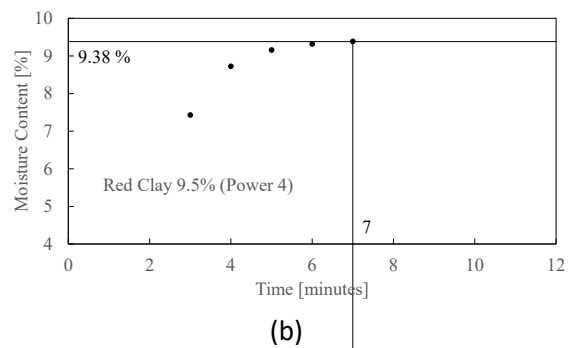 10
9
8
7
6
5
4
Moisture Content [%]
9.38 %
Red Clay 9.5% (Power 4)
7
0 2 4 6 8 10 12
Time [minutes]
(b)